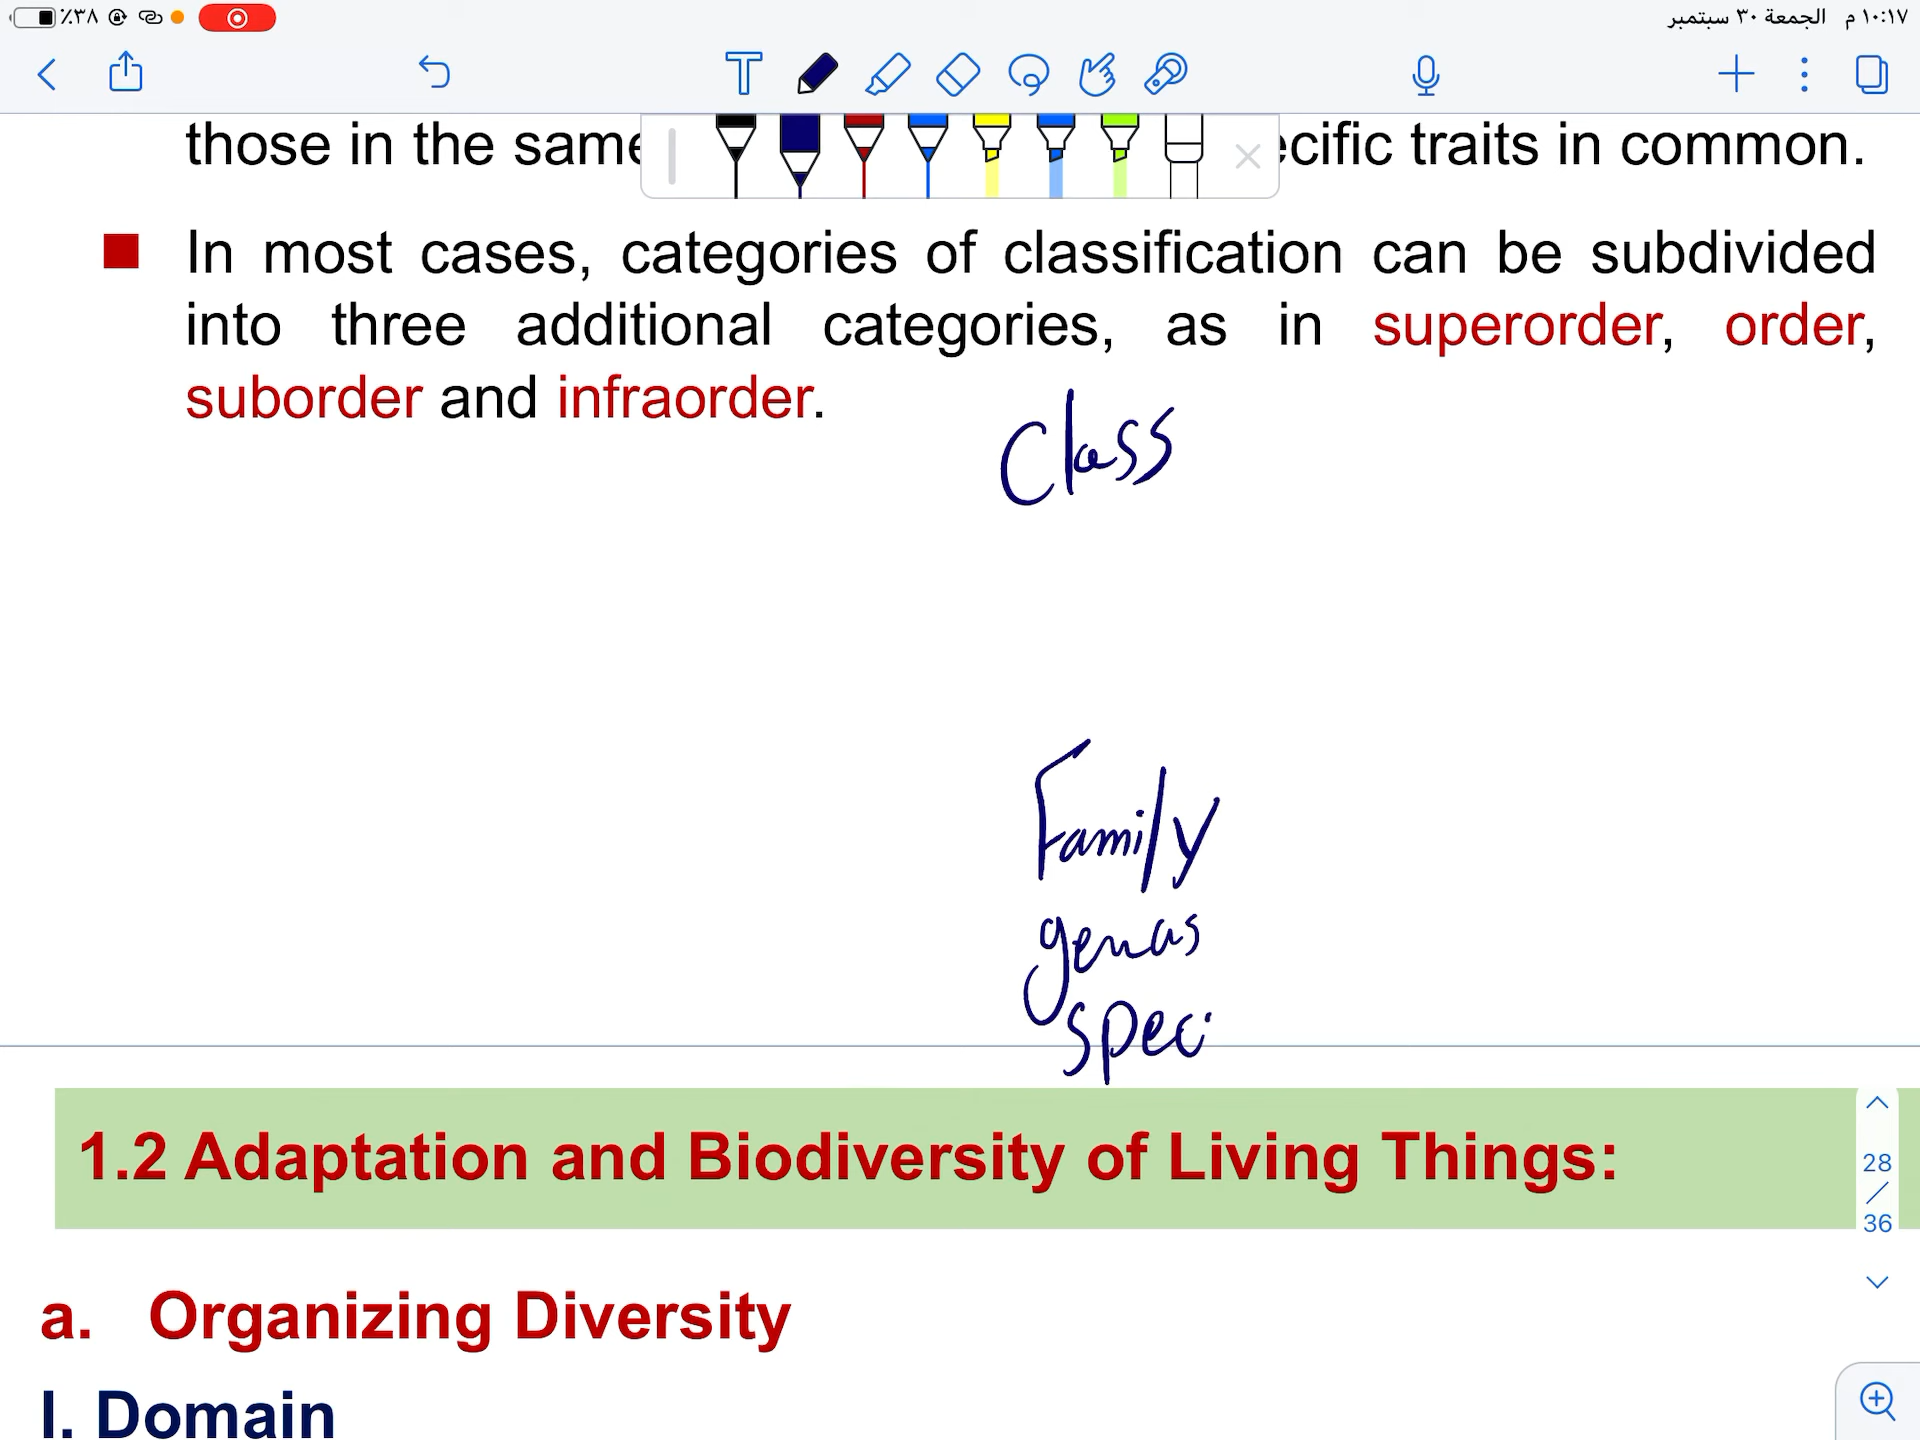 ٪٣٨
١٠:١٧ م الجمعة ٣٠ سبتمبر
T
those in the same ecific traits in common.
In most cases, categories of classification can be subdivided
into three additional categories, as in superorder, order,
suborder and infraorder.
Class
Family
genus
speci
1.2 Adaptation and Biodiversity of Living Things:
28
/
36
a. Organizing Diversity
I. Domain